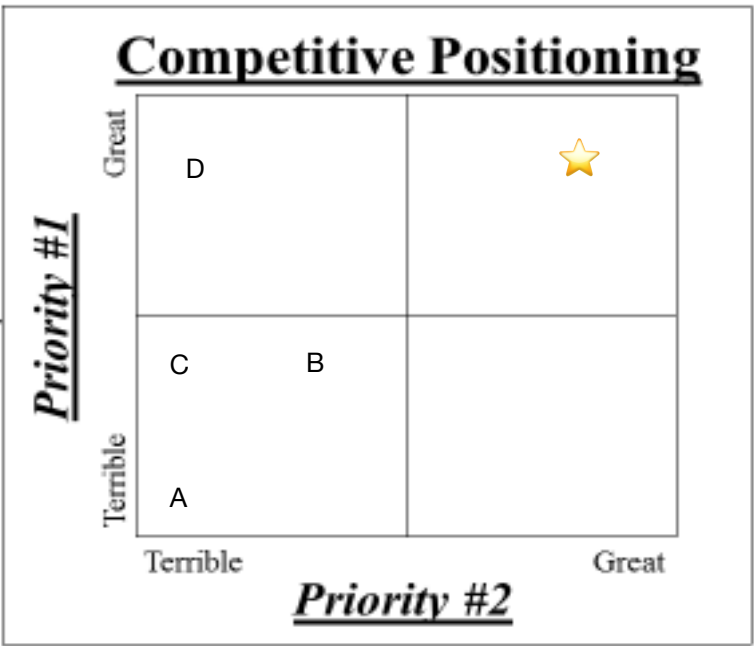 Competitive Positioning
Great
D
Priority #1
C
B
Terrible
A
Terrible
Great
Priority #2